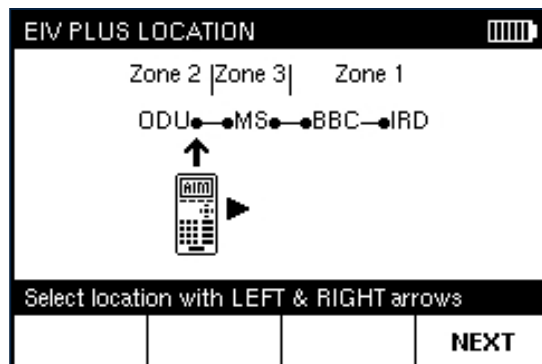 EIV PLUS LOCATION
Zone 2 |Zone 3| Zone 1
ODU MS BBC IRD
AIM
Select location with LEFT & RIGHT arrows
NEXT